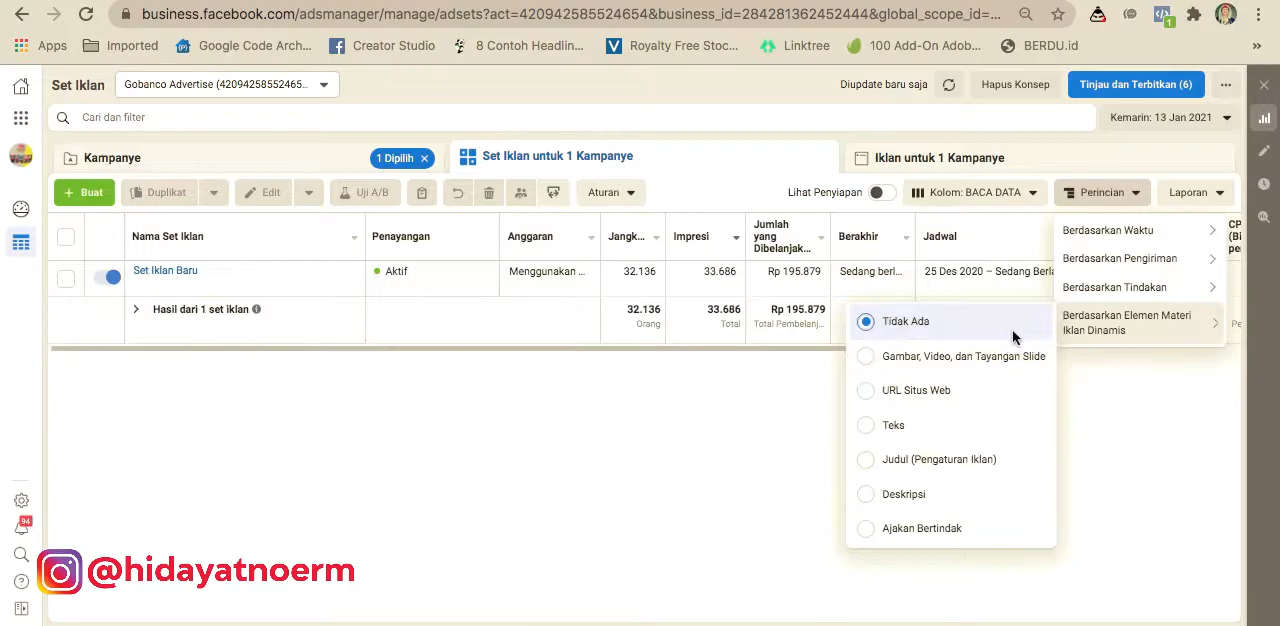 business.facebook.com/adsmanager/manage/adsets?act=420942585524654&business_id=284281362452444&global_scope_id=...
Apps
Imported
Google Code Arch...
Creator Studio
8 Contoh Headlin...
Royalty Free Stoc...
Linktree
100 Add-On Adob...
BERDU.id
»
Set Iklan
Gobanco Advertise (42094258552465...
Diupdate baru saja
Hapus Konsep
Tinjau dan Terbitkan (6)
Cari dan filter
Kemarin: 13 Jan 2021
Kampanye
1 Dipilih
Set Iklan untuk 1 Kampanye
Iklan untuk 1 Kampanye
+ Buat
Duplikat
Edit
Uji A/B
Aturan
Lihat Penyiapan
Kolom: BACA DATA
Perincian
Laporan
Nama Set Iklan
Penayangan
Anggaran
Jangk...
Impresi
Jumlah
yang
Dibelanjak...
Berakhir
Jadwal
CP
(Bi
per
Set Iklan Baru
Aktif
Menggunakan ...
32.136
33.686
Rp 195.879
Sedang berl...
25 Des 2020 – Sedang Berla
Hasil dari 1 set iklan
32.136
Orang
33.686
Total
Rp 195.879
Total Pembelanj...
Pe
Berdasarkan Waktu
Berdasarkan Pengiriman
Berdasarkan Tindakan
Berdasarkan Elemen Materi
Iklan Dinamis
Tidak Ada
Gambar, Video, dan Tayangan Slide
URL Situs Web
Teks
Judul (Pengaturan Iklan)
Deskripsi
Ajakan Bertindak
94
1
@hidayatnoerm